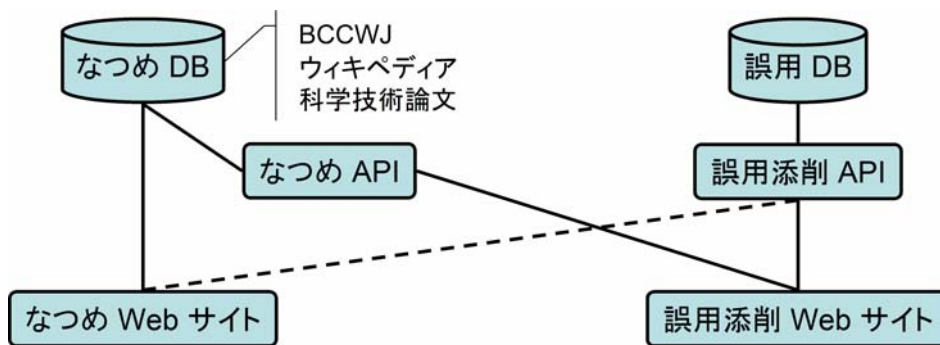 なつめ DB
BCCWJ
ウィキペディア
科学技術論文
誤用 DB
なつめ API
誤用添削 API
なつめ Web サイト
誤用添削 Web サイト